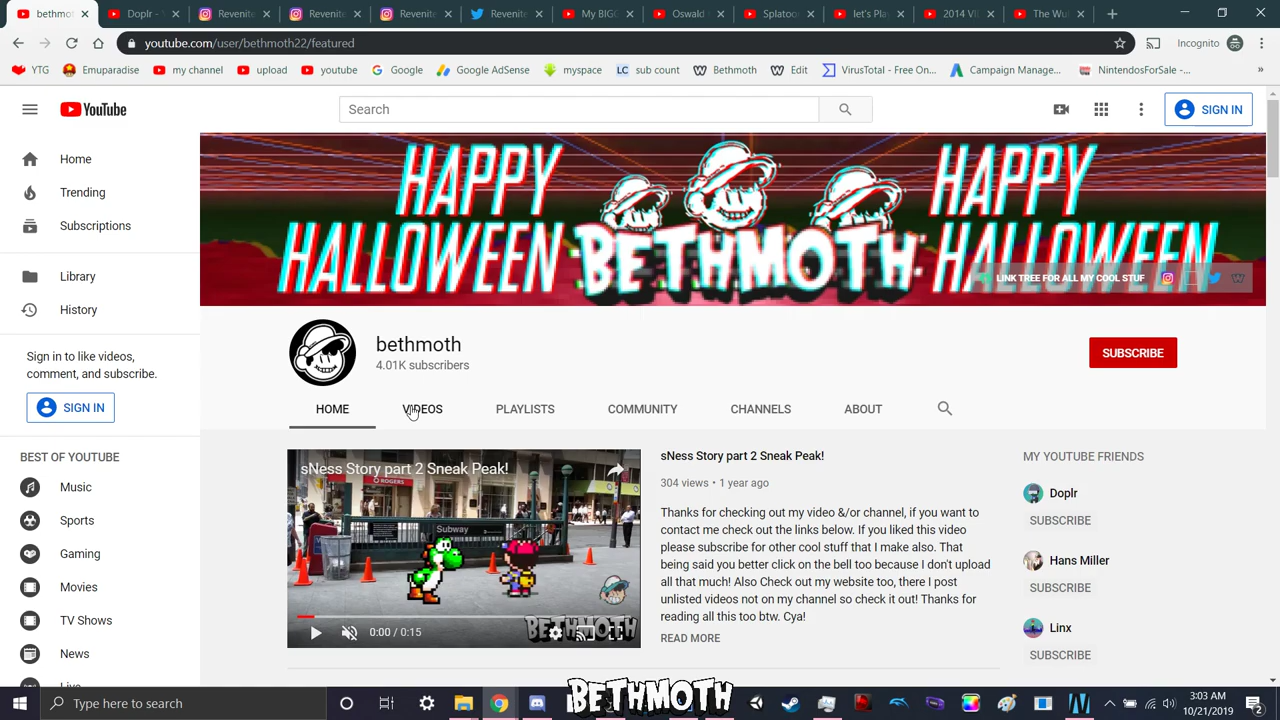 bethmot
Doplr -
Revenite
Revenite
Revenite
Revenite
My BIGG
Oswald
Splatoon
let's Play
2014 VI
The Wu
youtube.com/user/bethmoth22/featured
Incognito
YTG
Emuparadise
my channel
upload
youtube
Google
Google AdSense
myspace
LC sub count
Bethmoth
Edit
VirusTotal - Free On...
Campaign Manage...
NintendosForSale -...
YouTube
Search
SIGN IN
Home
Trending
Subscriptions
Library
History
Sign in to like videos,
comment, and subscribe.
SIGN IN
BEST OF YOUTUBE
Music
Sports
Gaming
Movies
TV Shows
News
Live
HAPPY
HALLOWEEN
BETHMOTH
HAPPY
HALLOWEEN
LINK TREE FOR ALL MY COOL STUF
bethmoth
4.01K subscribers
SUBSCRIBE
HOME
VIDEOS
PLAYLISTS
COMMUNITY
CHANNELS
ABOUT
sNess Story part 2 Sneak Peak!
ROGERS
Subway
BETHMOTH
0:00 / 0:15
sNess Story part 2 Sneak Peak!
304 views • 1 year ago
Thanks for checking out my video &/or channel, if you want to
contact me check out the links below. If you liked this video
please subscribe for other cool stuff that I make also. That
being said you better click on the bell too because I don't upload
all that much! Also Check out my website too, there I post
unlisted videos not on my channel so check it out! Thanks for
reading all this too btw. Cya!
READ MORE
MY YOUTUBE FRIENDS
Doplr
SUBSCRIBE
Hans Miller
SUBSCRIBE
Linx
SUBSCRIBE
Type here to search
BETHMOTH
3:03 AM
10/21/2019
2